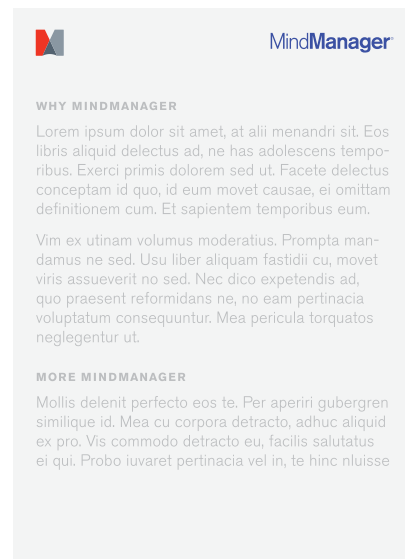 MindManager®
WHY MINDMANAGER
Lorem ipsum dolor sit amet, at alii menandri sit. Eos
libris aliquid delectus ad, ne has adolescens tempo-
ribus. Exerci primis dolorem sed ut. Facete delectus
conceptam id quo, id eum movet causae, ei omittam
definitionem cum. Et sapientem temporibus eum.
Vim ex utinam volumus moderatius. Prompta man-
damus ne sed. Usu liber aliquam fastidii cu, movet
viris assueverit no sed. Nec dico expetendis ad,
quo praesent reformidans ne, no eam pertinacia
voluptatum consequuntur. Mea pericula torquatos
neglegentur ut.
MORE MINDMANAGER
Mollis delenit perfecto eos te. Per aperiri gubergren
similique id. Mea cu corpora detracto, adhuc aliquid
ex pro. Vis commodo detracto eu, facilis salutatus
ei qui. Probo iuvaret pertinacia vel in, te hinc nluisse